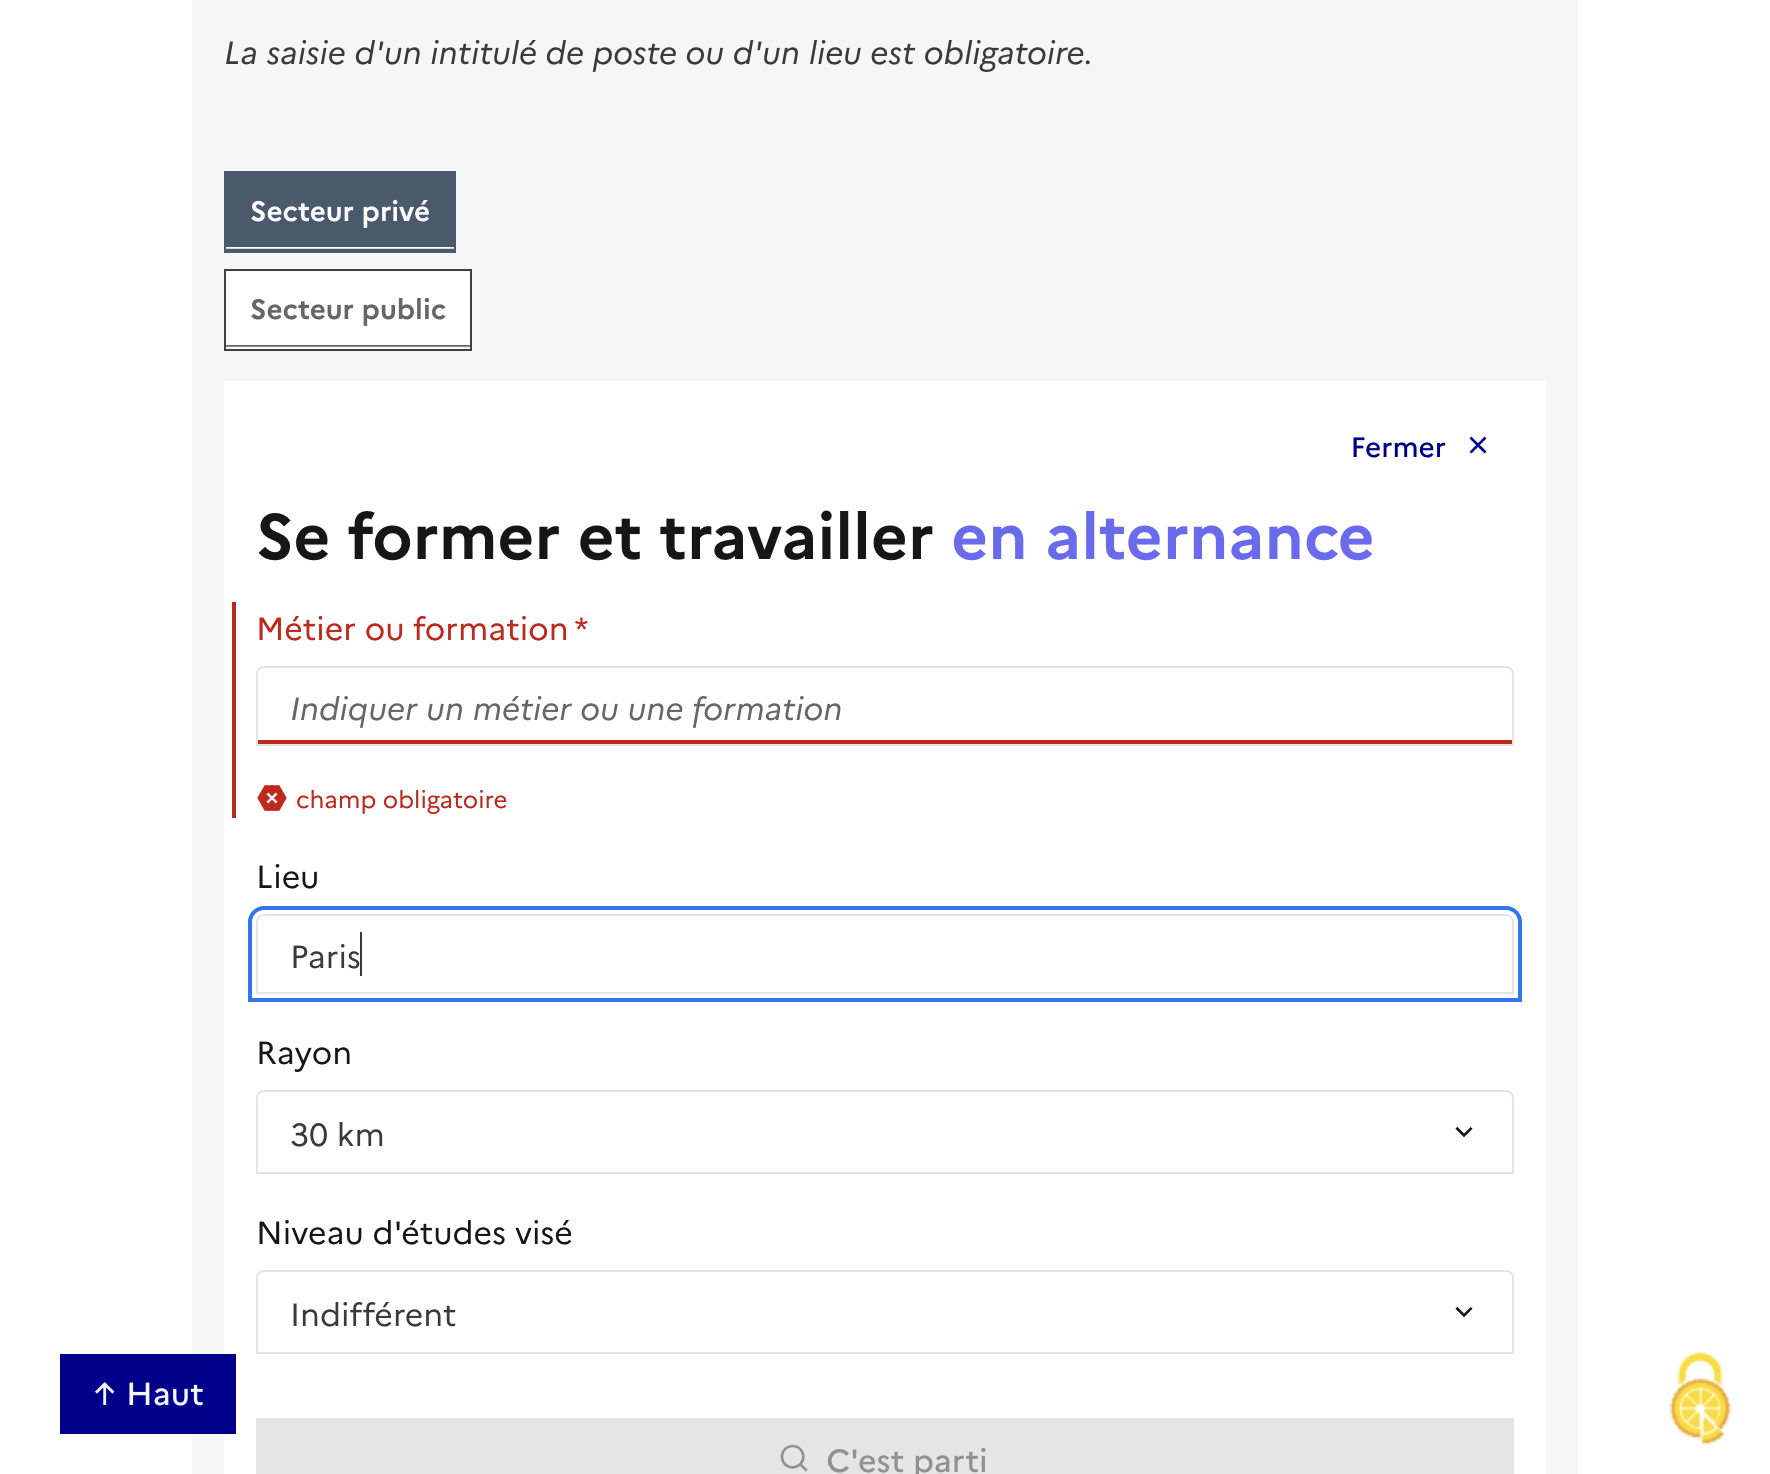 La saisie d'un intitulé de poste ou d'un lieu est obligatoire.
Secteur privé
Secteur public
Fermer ×
Se former et travailler en alternance
Métier ou formation *
Indiquer un métier ou une formation
champ obligatoire
Lieu
Paris
Rayon
30 km
Niveau d'études visé
Indifférent
↑ Haut
C'est parti